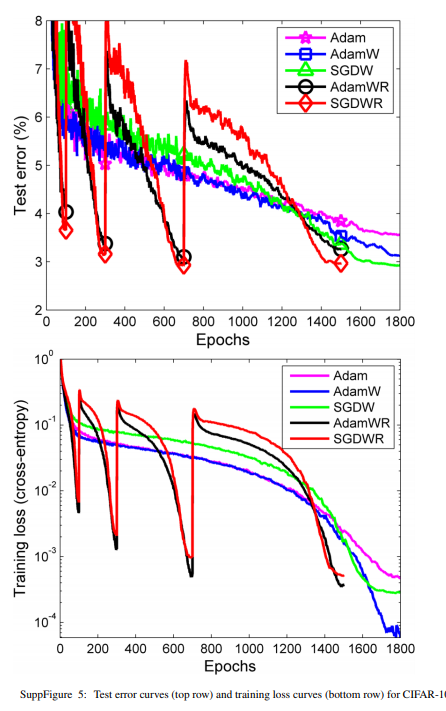 8
7
6
5
4
3
2
Test error (%)
Adam
AdamW
SGDW
AdamWR
SGDWR
0 200 400 600 800 1000 1200 1400 1600 1800
Epochs
10^0
10^-1
10^-2
10^-3
10^-4
Training loss (cross-entropy)
Adam
AdamW
SGDW
AdamWR
SGDWR
0 200 400 600 800 1000 1200 1400 1600 1800
Epochs
SuppFigure 5: Test error curves (top row) and training loss curves (bottom row) for CIFAR-10